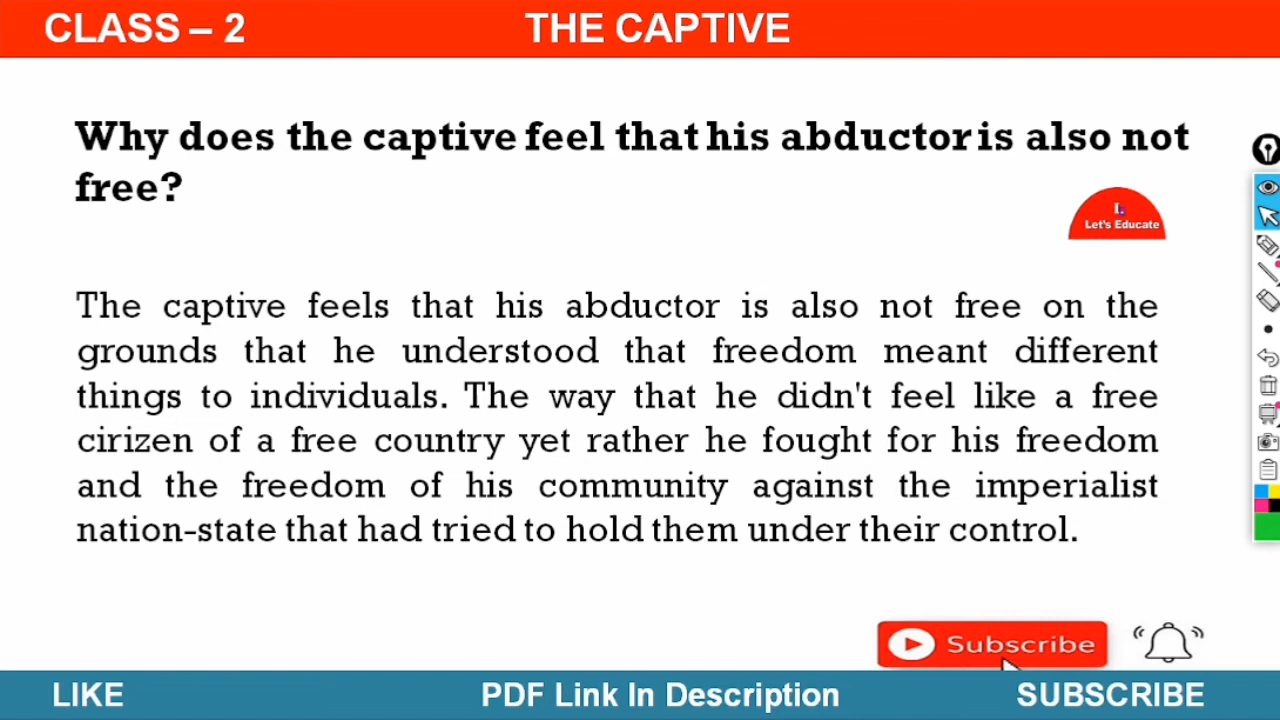 CLASS – 2 THE CAPTIVE
Why does the captive feel that his abductor is also not
free?
Let's Educate
The captive feels that his abductor is also not free on the
grounds that he understood that freedom meant different
things to individuals. The way that he didn't feel like a free
cirizen of a free country yet rather he fought for his freedom
and the freedom of his community against the imperialist
nation-state that had tried to hold them under their control.
Subscribe
LIKE PDF Link In Description SUBSCRIBE